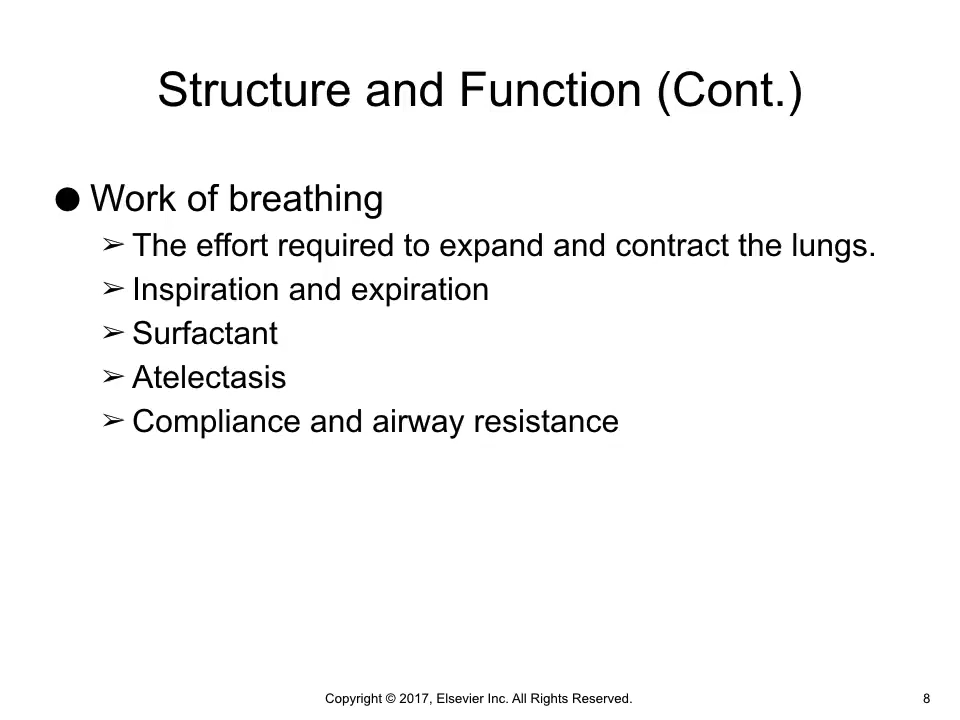 Structure and Function (Cont.)
● Work of breathing
➢ The effort required to expand and contract the lungs.
➢ Inspiration and expiration
➢ Surfactant
➢ Atelectasis
➢ Compliance and airway resistance
Copyright © 2017, Elsevier Inc. All Rights Reserved.
8